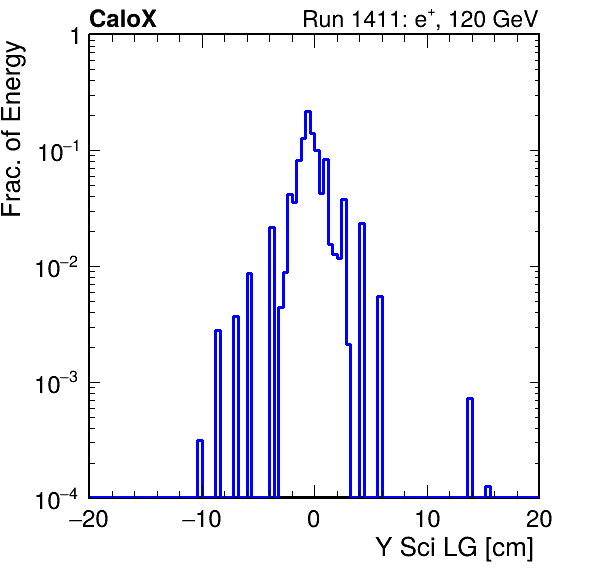 CaloX Run 1411: e⁺, 120 GeV
Frac. of Energy
1
10⁻¹
10⁻²
10⁻³
10⁻⁴
−20 −10 0 10 20
Y Sci LG [cm]